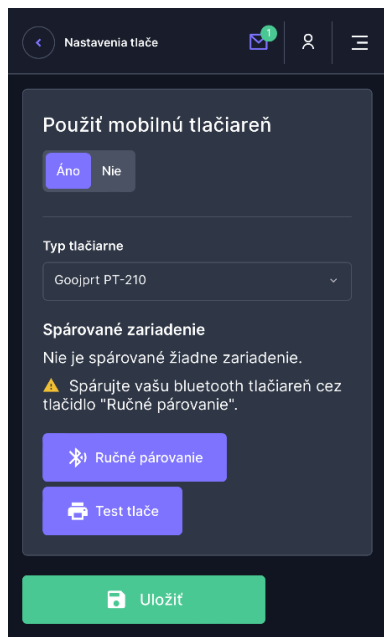 Nastavenia tlače
1
Použiť mobilnú tlačiareň
Áno Nie
Typ tlačiarne
Goojprt PT-210
Spárované zariadenie
Nie je spárované žiadne zariadenie.
Spárujte vašu bluetooth tlačiareň cez
tlačidlo "Ručné párovanie".
Ručné párovanie
Test tlače
Uložiť